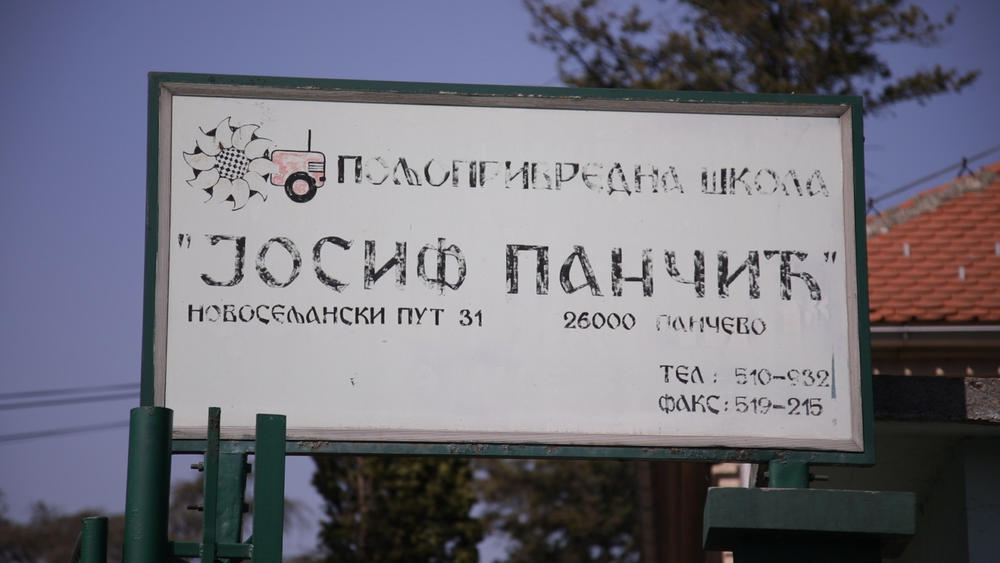 ПОЉОПРИВРЕДНА ШКОЛА
"ЈОСИФ ПАНЧИЋ"
НОВОСЕЉАНСКИ ПУТ 31 26000 ПАНЧЕВО
ТЕЛ: 510-932
ФАКС: 519-215